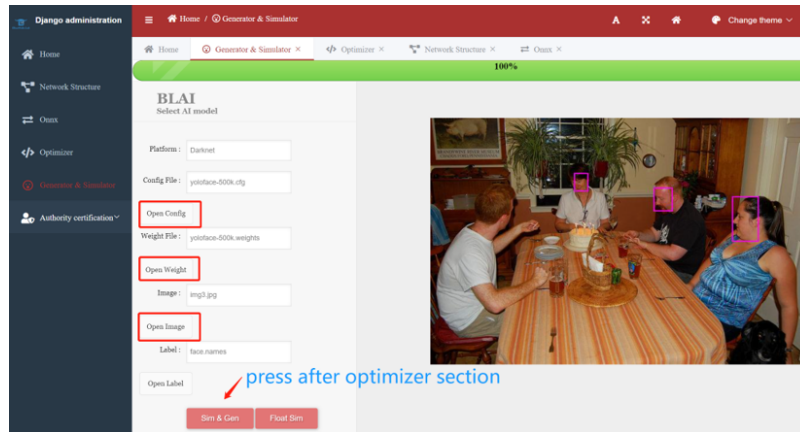 Django administration
Home / Generator & Simulator
A
Change theme
Home
Generator & Simulator ×
</> Optimizer ×
Network Structure ×
Onnx ×
100%
Home
Network Structure
Onnx
</> Optimizer
Generator & Simulator
Authority certification
BLAI
Select AI model
Platform : Darknet
Config File : yoloface-500k.cfg
Open Config
Weight File : yoloface-500k.weights
Open Weight
Image : img3.jpg
Open Image
Label : face.names
Open Label
press after optimizer section
Sim & Gen
Float Sim